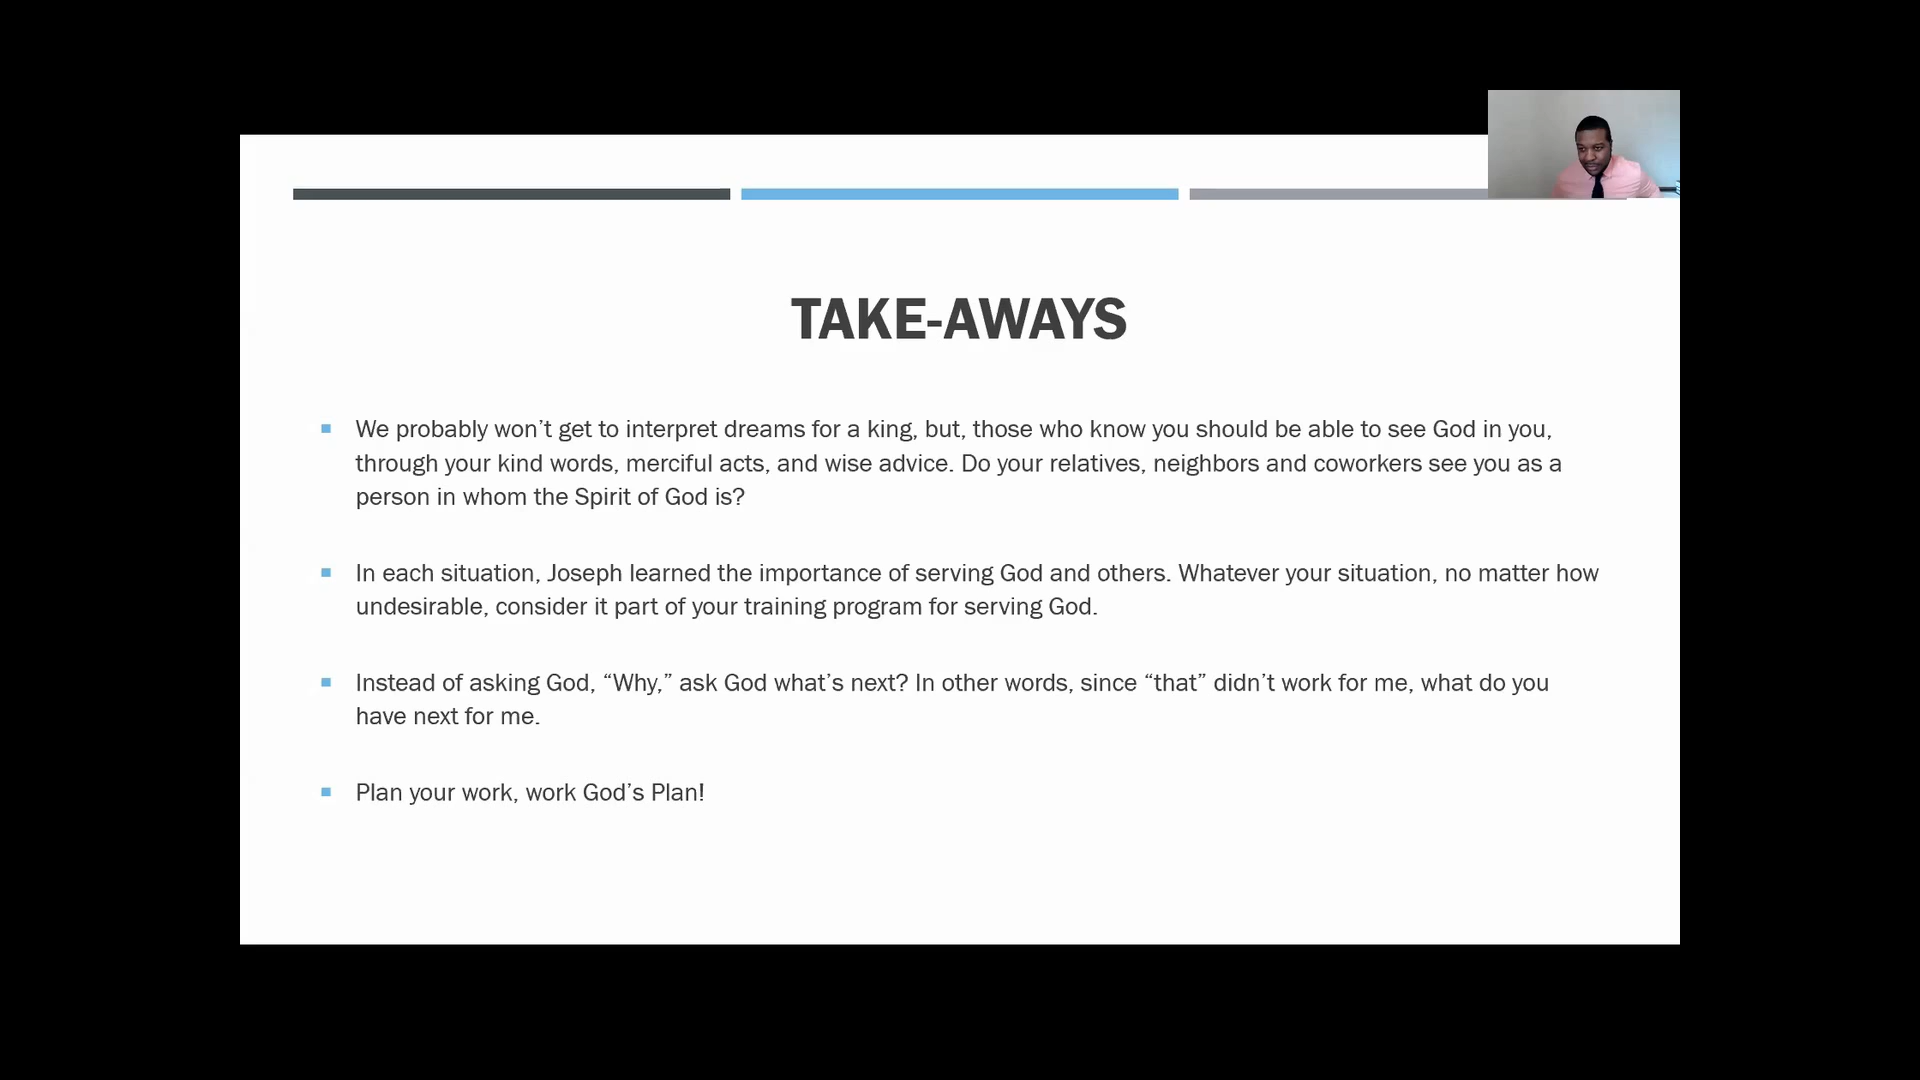 TAKE-AWAYS
We probably won’t get to interpret dreams for a king, but, those who know you should be able to see God in you,
through your kind words, merciful acts, and wise advice. Do your relatives, neighbors and coworkers see you as a
person in whom the Spirit of God is?
In each situation, Joseph learned the importance of serving God and others. Whatever your situation, no matter how
undesirable, consider it part of your training program for serving God.
Instead of asking God, “Why,” ask God what’s next? In other words, since “that” didn’t work for me, what do you
have next for me.
Plan your work, work God’s Plan!